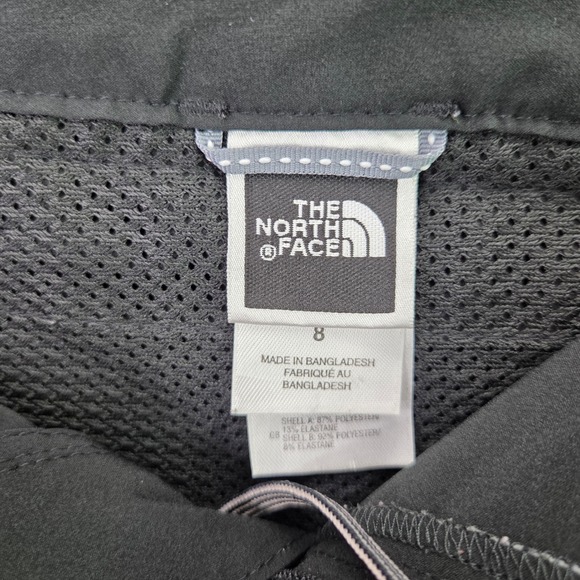 THE
NORTH
® FACE
8
MADE IN BANGLADESH
FABRIQUÉ AU
BANGLADESH
SHELL A: 87% POLYESTER/
13% ELASTANE
GB SHELL B: 92% POLYESTER/
8% ELASTANE